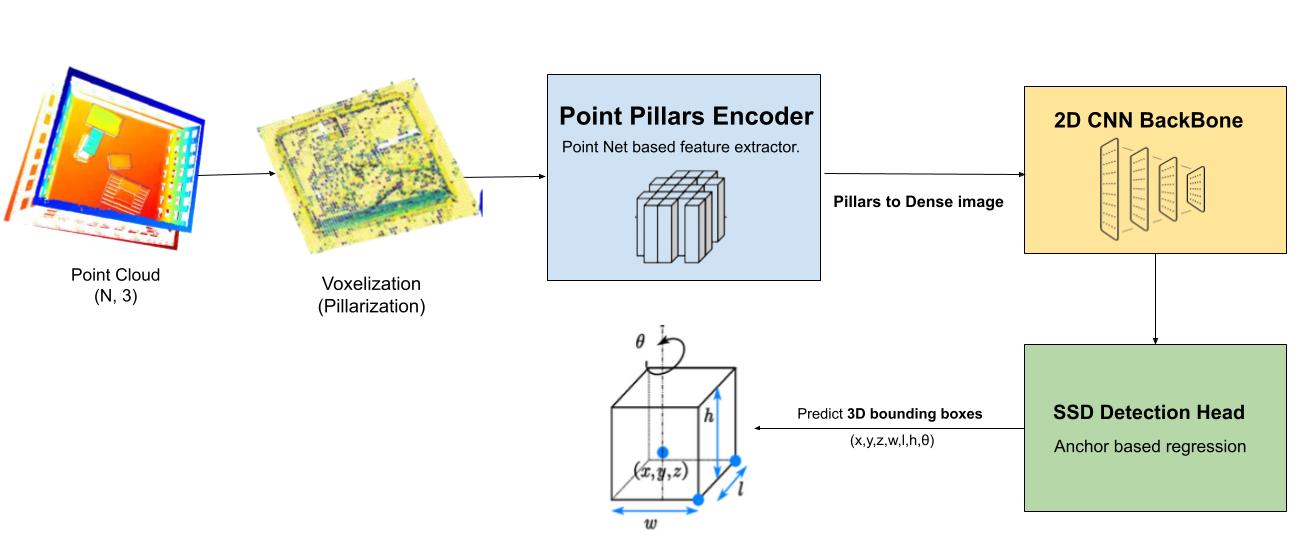 Point Cloud
(N, 3)
Voxelization
(Pillarization)
Point Pillars Encoder
Point Net based feature extractor.
Pillars to Dense image
2D CNN BackBone
SSD Detection Head
Anchor based regression
Predict 3D bounding boxes
(x,y,z,w,l,h,θ)
θ
h
(x,y,z)
l
w